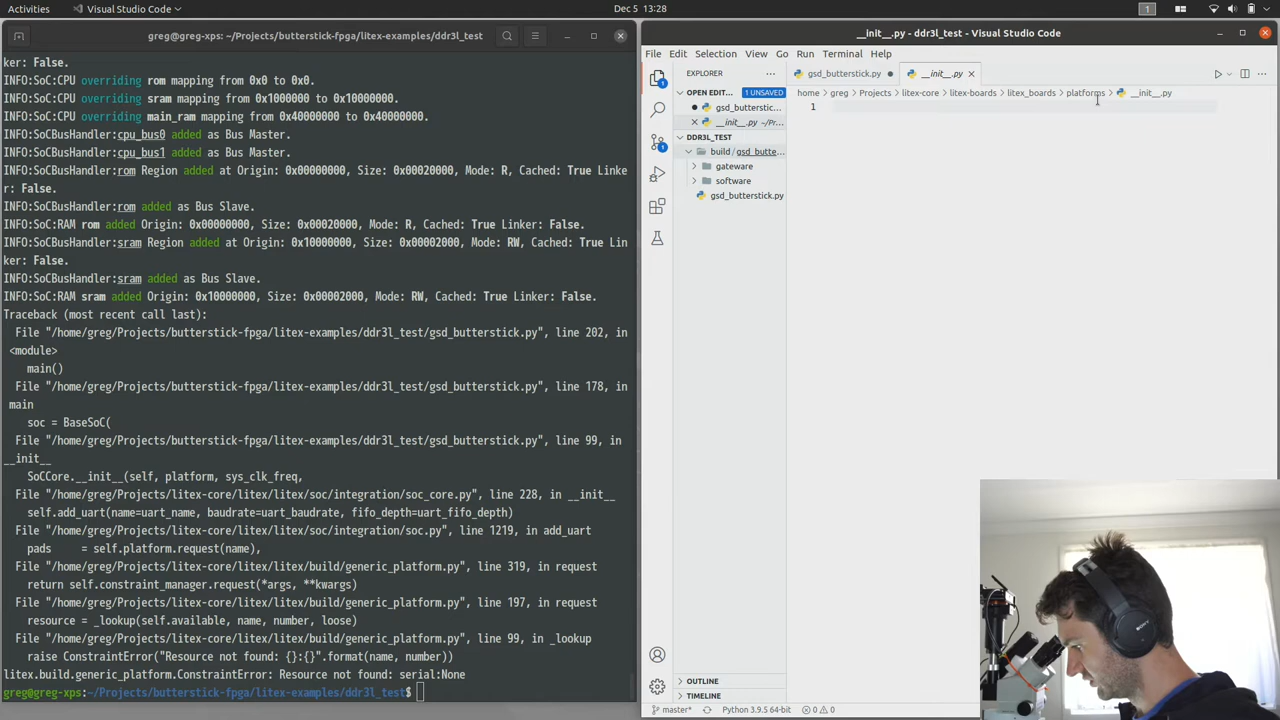 Activities
Visual Studio Code
Dec 5 13:28
1
greg@greg-xps: ~/Projects/butterstick-fpga/litex-examples/ddr3l_test
ker: False.
INFO:SoC:CPU overriding rom mapping from 0x0 to 0x0.
INFO:SoC:CPU overriding sram mapping from 0x1000000 to 0x10000000.
INFO:SoC:CPU overriding main_ram mapping from 0x40000000 to 0x40000000.
INFO:SoCBusHandler:cpu_bus0 added as Bus Master.
INFO:SoCBusHandler:cpu_bus1 added as Bus Master.
INFO:SoCBusHandler:rom Region added at Origin: 0x00000000, Size: 0x00020000, Mode: R, Cached: True Linke
r: False.
INFO:SoCBusHandler:rom added as Bus Slave.
INFO:SoC:RAM rom added Origin: 0x00000000, Size: 0x00020000, Mode: R, Cached: True Linker: False.
INFO:SoCBusHandler:sram Region added at Origin: 0x10000000, Size: 0x00002000, Mode: RW, Cached: True Lin
ker: False.
INFO:SoCBusHandler:sram added as Bus Slave.
INFO:SoC:RAM sram added Origin: 0x10000000, Size: 0x00002000, Mode: RW, Cached: True Linker: False.
Traceback (most recent call last):
File "/home/greg/Projects/butterstick-fpga/litex-examples/ddr3l_test/gsd_butterstick.py", line 202, in
<module>
main()
File "/home/greg/Projects/butterstick-fpga/litex-examples/ddr3l_test/gsd_butterstick.py", line 178, in
main
soc = BaseSoC(
File "/home/greg/Projects/butterstick-fpga/litex-examples/ddr3l_test/gsd_butterstick.py", line 99, in
__init__
SoCCore.__init__(self, platform, sys_clk_freq,
File "/home/greg/Projects/litex-core/litex/litex/soc/integration/soc_core.py", line 228, in __init__
self.add_uart(name=uart_name, baudrate=uart_baudrate, fifo_depth=uart_fifo_depth)
File "/home/greg/Projects/litex-core/litex/litex/soc/integration/soc.py", line 1219, in add_uart
pads     = self.platform.request(name),
File "/home/greg/Projects/litex-core/litex/litex/build/generic_platform.py", line 319, in request
return self.constraint_manager.request(*args, **kwargs)
File "/home/greg/Projects/litex-core/litex/litex/build/generic_platform.py", line 197, in request
resource = _lookup(self.available, name, number, loose)
File "/home/greg/Projects/litex-core/litex/litex/build/generic_platform.py", line 99, in _lookup
raise ConstraintError("Resource not found: {}:{}".format(name, number))
litex.build.generic_platform.ConstraintError: Resource not found: serial:None
greg@greg-xps:~/Projects/butterstick-fpga/litex-examples/ddr3l_test$
__init__.py - ddr3l_test - Visual Studio Code
File Edit Selection View Go Run Terminal Help
EXPLORER
gsd_butterstick.py
__init__.py
OPEN EDIT... 1 UNSAVED
gsd_butterstic...
__init__.py ~/Pr...
DDR3L_TEST
build / gsd_butte...
gateware
software
gsd_butterstick.py
home > greg > Projects > litex-core > litex-boards > litex_boards > platforms > __init__.py
1
1
1
OUTLINE
TIMELINE
master*
Python 3.9.5 64-bit
0
0
SONY